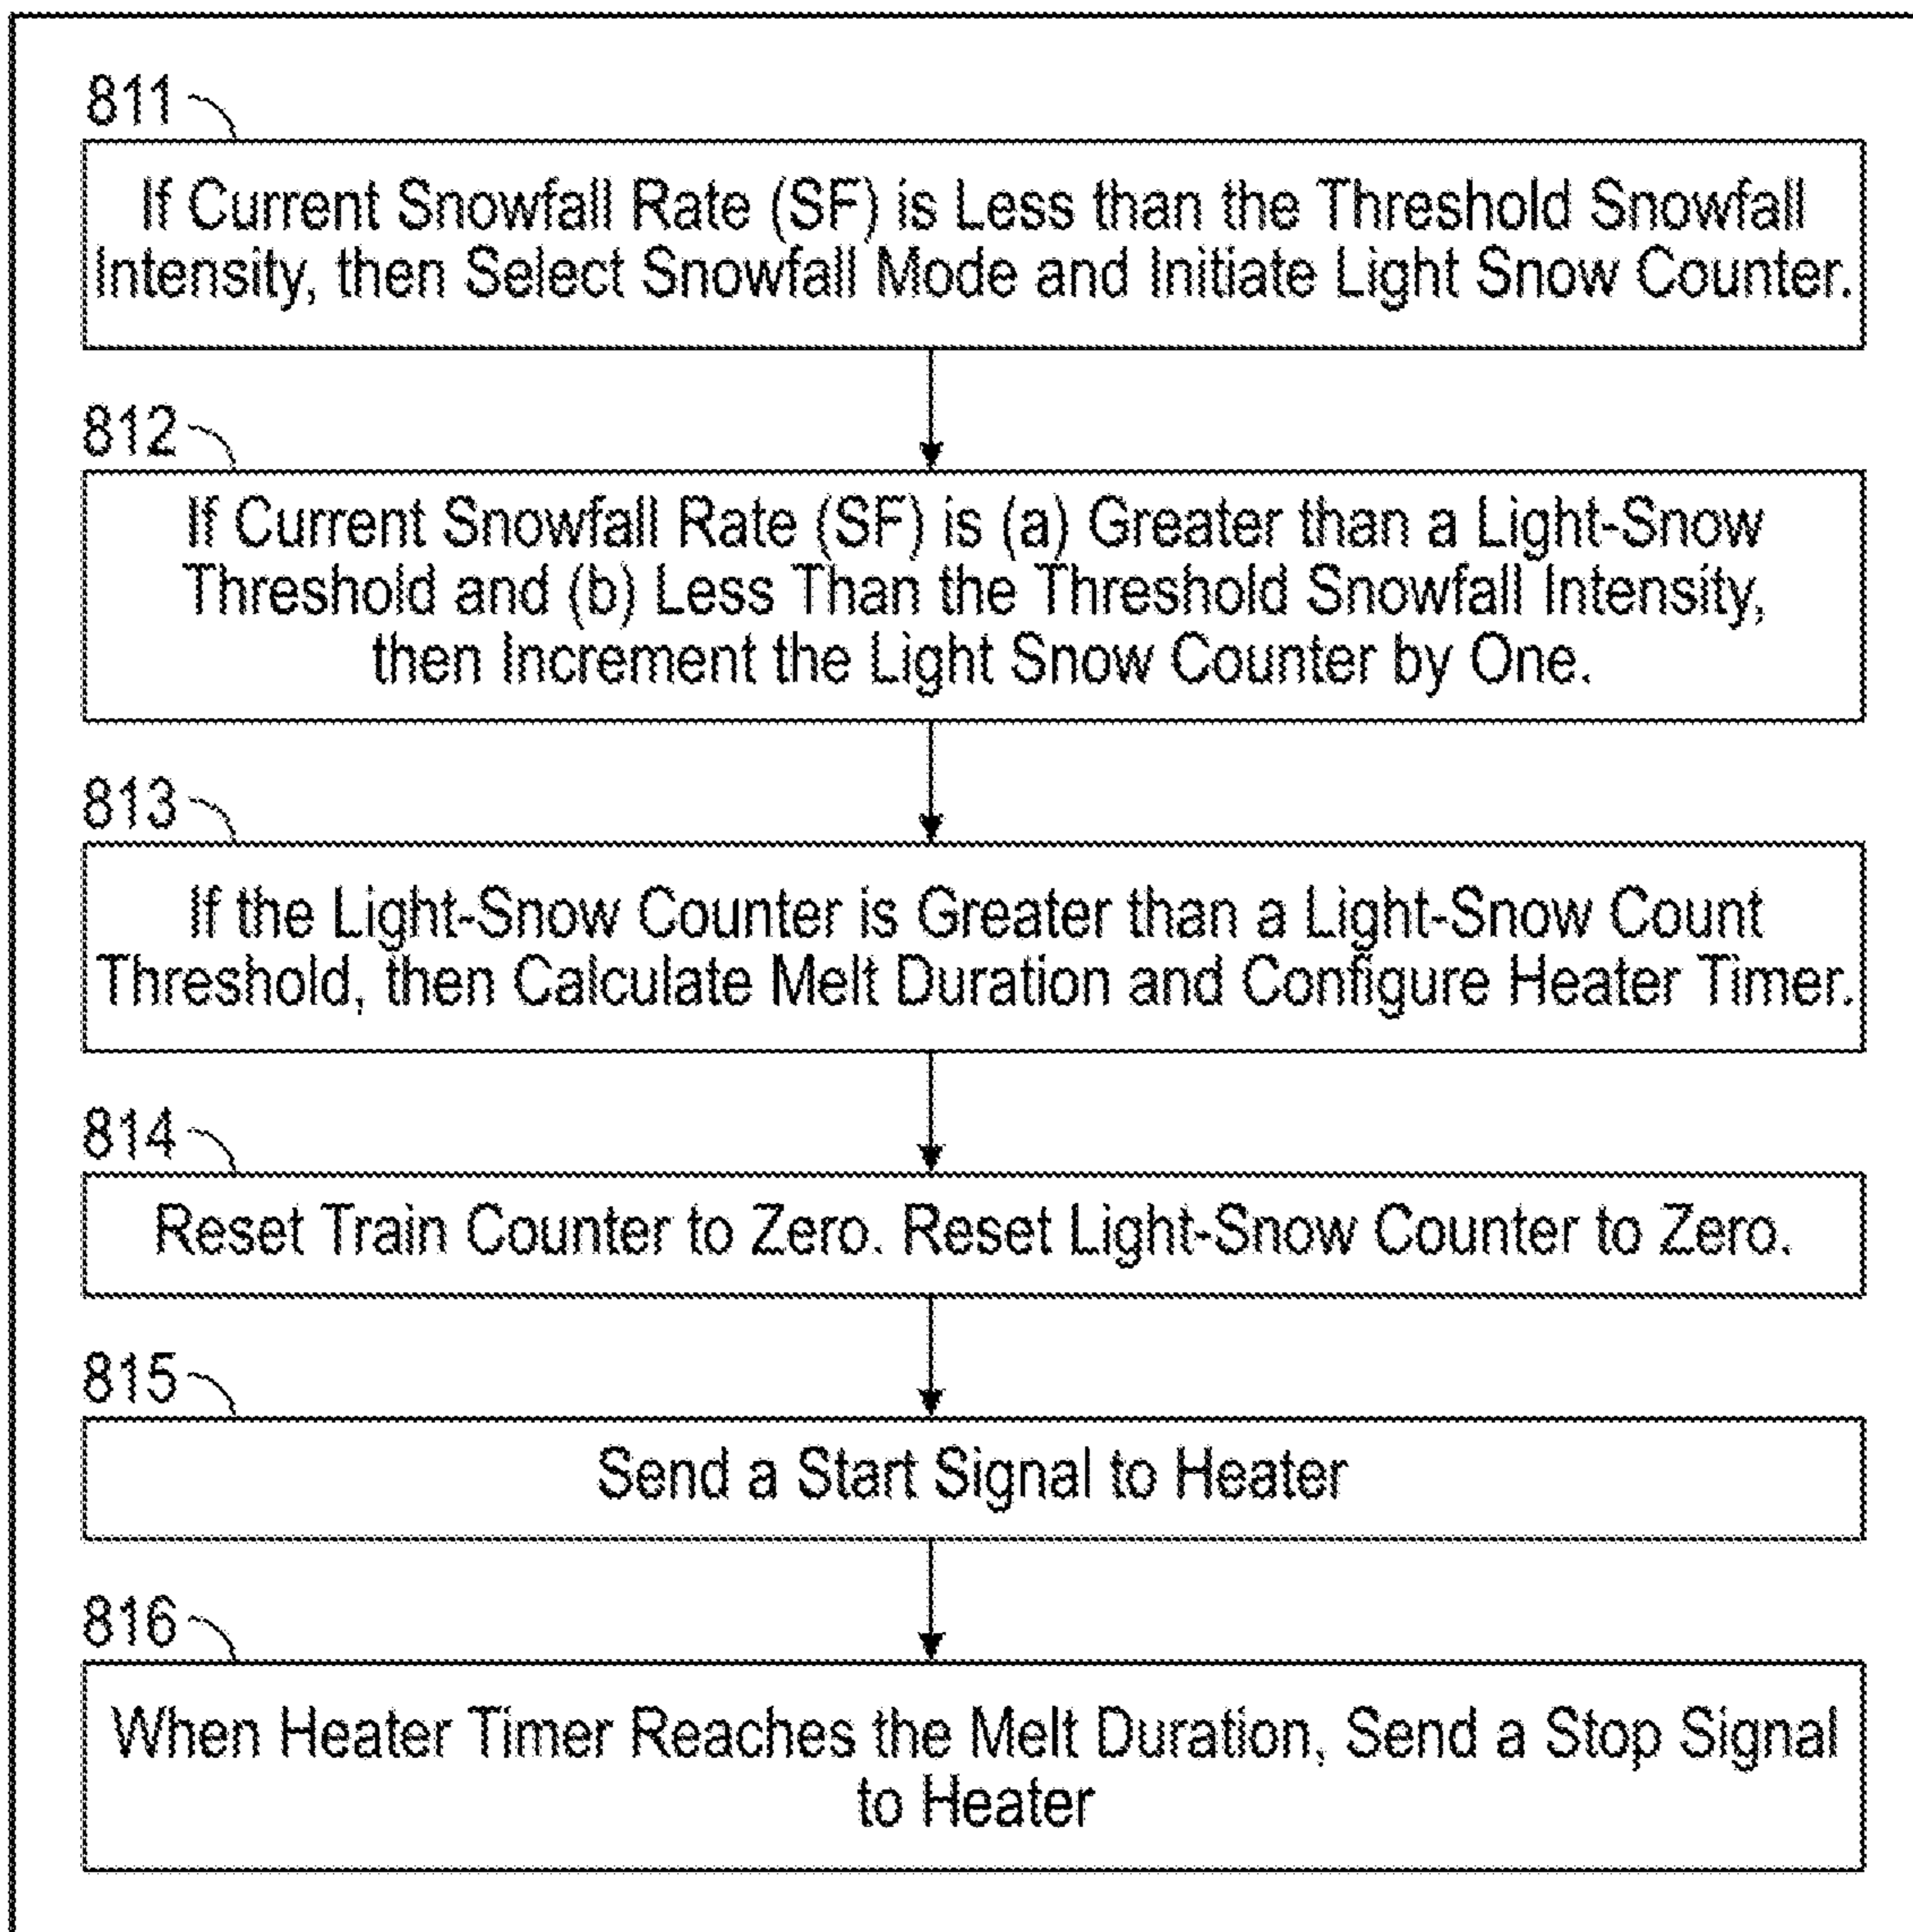 811
If Current Snowfall Rate (SF) is Less than the Threshold Snowfall
Intensity, then Select Snowfall Mode and Initiate Light Snow Counter.
812
If Current Snowfall Rate (SF) is (a) Greater than a Light-Snow
Threshold and (b) Less Than the Threshold Snowfall Intensity,
then Increment the Light Snow Counter by One.
813
If the Light-Snow Counter is Greater than a Light-Snow Count
Threshold, then Calculate Melt Duration and Configure Heater Timer.
814
Reset Train Counter to Zero. Reset Light-Snow Counter to Zero.
815
Send a Start Signal to Heater
816
When Heater Timer Reaches the Melt Duration, Send a Stop Signal
to Heater